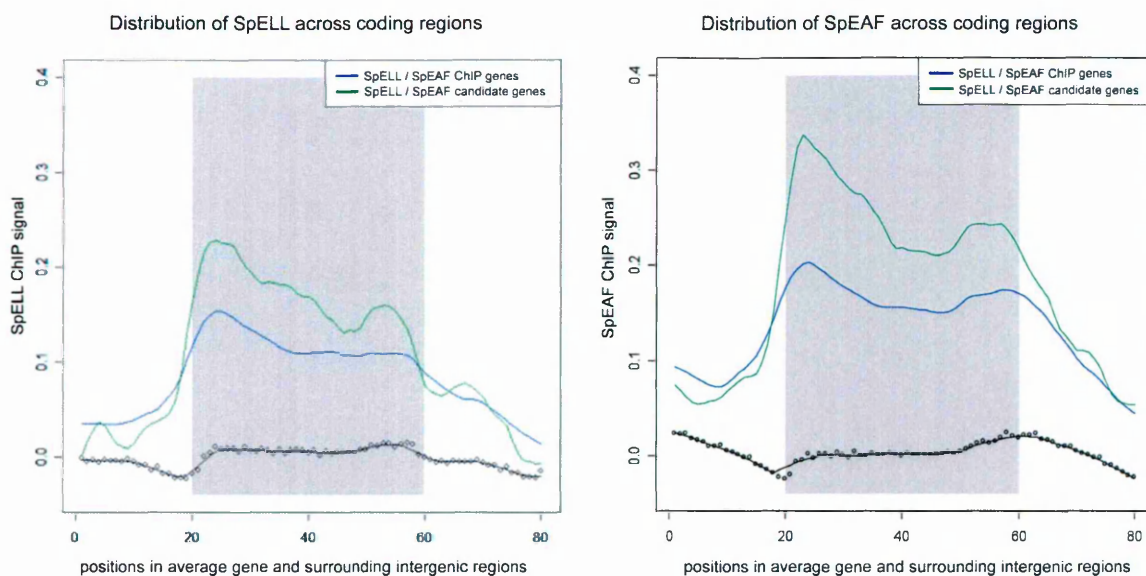 Distribution of SpELL across coding regions
SpELL / SpEAF ChIP genes
SpELL / SpEAF candidate genes
SpELL ChIP signal
0.4
0.3
0.2
0.1
0.0
0
20
40
60
80
positions in average gene and surrounding intergenic regions
Distribution of SpEAF across coding regions
SpELL / SpEAF ChIP genes
SpELL / SpEAF candidate genes
SpEAF ChIP signal
0.4
0.3
0.2
0.1
0.0
0
20
40
60
80
positions in average gene and surrounding intergenic regions